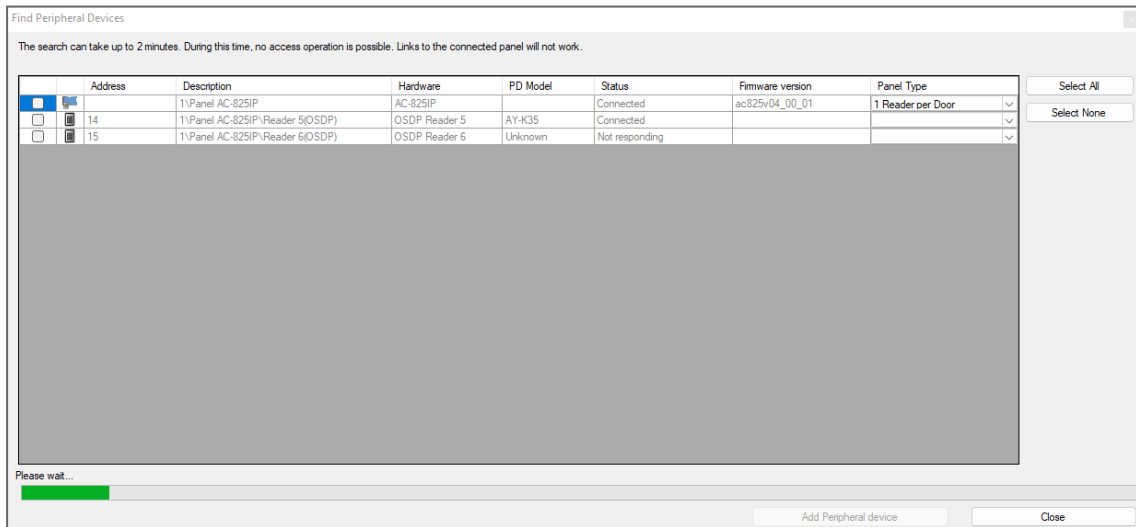 Find Peripheral Devices
The search can take up to 2 minutes. During this time, no access operation is possible. Links to the connected panel will not work.
Address Description Hardware PD Model Status Firmware version Panel Type
1\Panel AC-825IP AC-825IP Connected ac825v04_00_01 1 Reader per Door
14 1\Panel AC-825IP\Reader 5(OSDP) OSDP Reader 5 AY-K35 Connected
15 1\Panel AC-825IP\Reader 6(OSDP) OSDP Reader 6 Unknown Not responding
Select All
Select None
Please wait...
Add Peripheral device Close